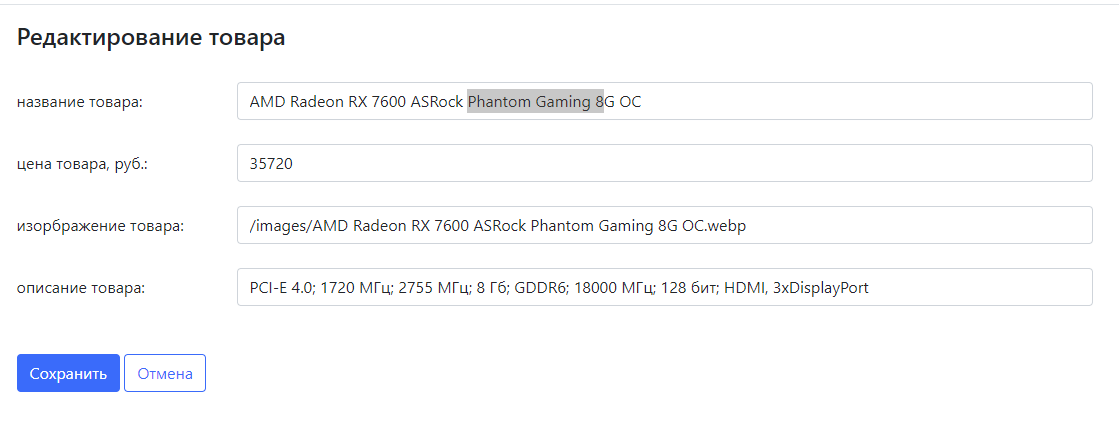 Редактирование товара
название товара: AMD Radeon RX 7600 ASRock Phantom Gaming 8G OC
цена товара, руб.: 35720
изорбражение товара: /images/AMD Radeon RX 7600 ASRock Phantom Gaming 8G OC.webp
описание товара: PCI-E 4.0; 1720 МГц; 2755 МГц; 8 Гб; GDDR6; 18000 МГц; 128 бит; HDMI, 3xDisplayPort
Сохранить Отмена